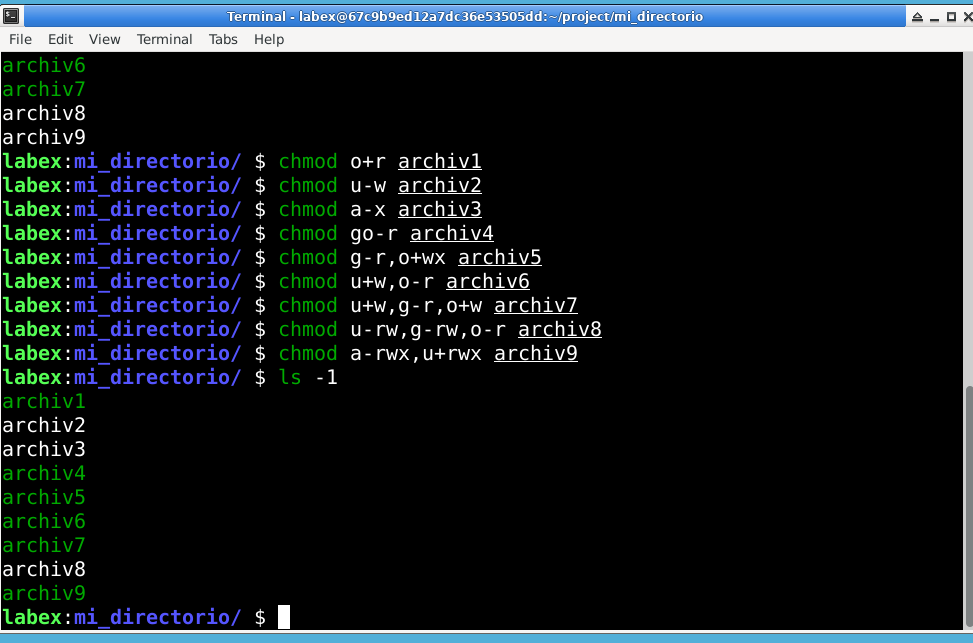 Terminal - labex@67c9b9ed12a7dc36e53505dd:~/project/mi_directorio
File Edit View Terminal Tabs Help
archiv6
archiv7
archiv8
archiv9
labex:mi_directorio/ $ chmod o+r archiv1
labex:mi_directorio/ $ chmod u-w archiv2
labex:mi_directorio/ $ chmod a-x archiv3
labex:mi_directorio/ $ chmod go-r archiv4
labex:mi_directorio/ $ chmod g-r,o+wx archiv5
labex:mi_directorio/ $ chmod u+w,o-r archiv6
labex:mi_directorio/ $ chmod u+w,g-r,o+w archiv7
labex:mi_directorio/ $ chmod u-rw,g-rw,o-r archiv8
labex:mi_directorio/ $ chmod a-rwx,u+rwx archiv9
labex:mi_directorio/ $ ls -1
archiv1
archiv2
archiv3
archiv4
archiv5
archiv6
archiv7
archiv8
archiv9
labex:mi_directorio/ $